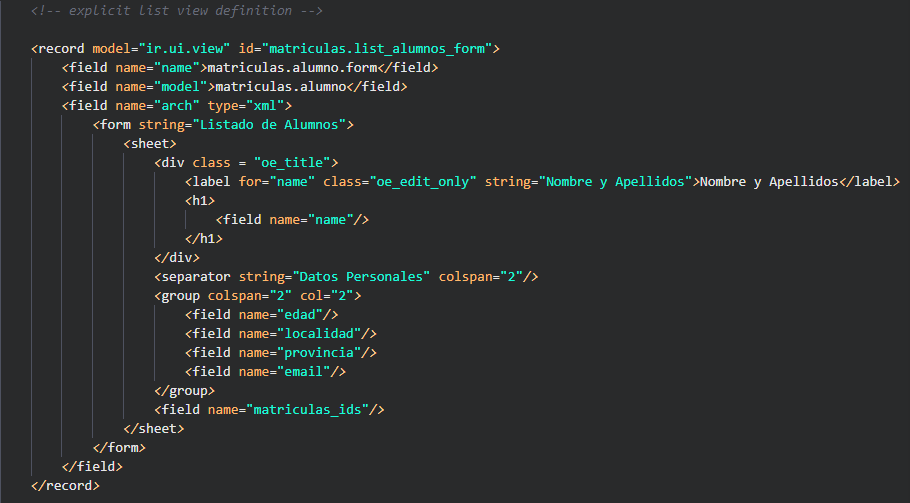 <!-- explicit list view definition -->
<record model="ir.ui.view" id="matriculas.list_alumnos_form">
<field name="name">matriculas.alumno.form</field>
<field name="model">matriculas.alumno</field>
<field name="arch" type="xml">
<form string="Listado de Alumnos">
<sheet>
<div class = "oe_title">
<label for="name" class="oe_edit_only" string="Nombre y Apellidos">Nombre y Apellidos</label>
<h1>
<field name="name"/>
</h1>
</div>
<separator string="Datos Personales" colspan="2"/>
<group colspan="2" col="2">
<field name="edad"/>
<field name="localidad"/>
<field name="provincia"/>
<field name="email"/>
</group>
<field name="matriculas_ids"/>
</sheet>
</form>
</field>
</record>